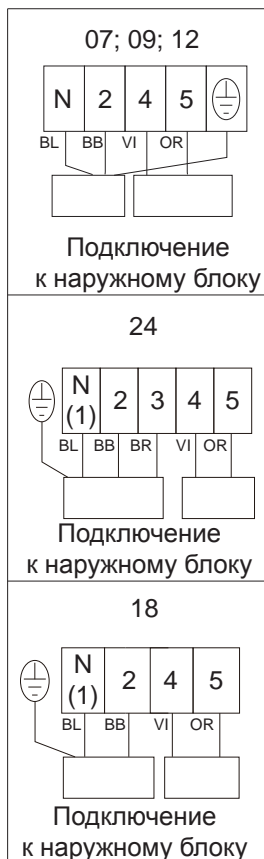 07; 09; 12
N 2 4 5
BL BB VI OR
Подключение
к наружному блоку
24
N
(1) 2 3 4 5
BL BB BR VI OR
Подключение
к наружному блоку
18
N
(1) 2 4 5
BL BB VI OR
Подключение
к наружному блоку